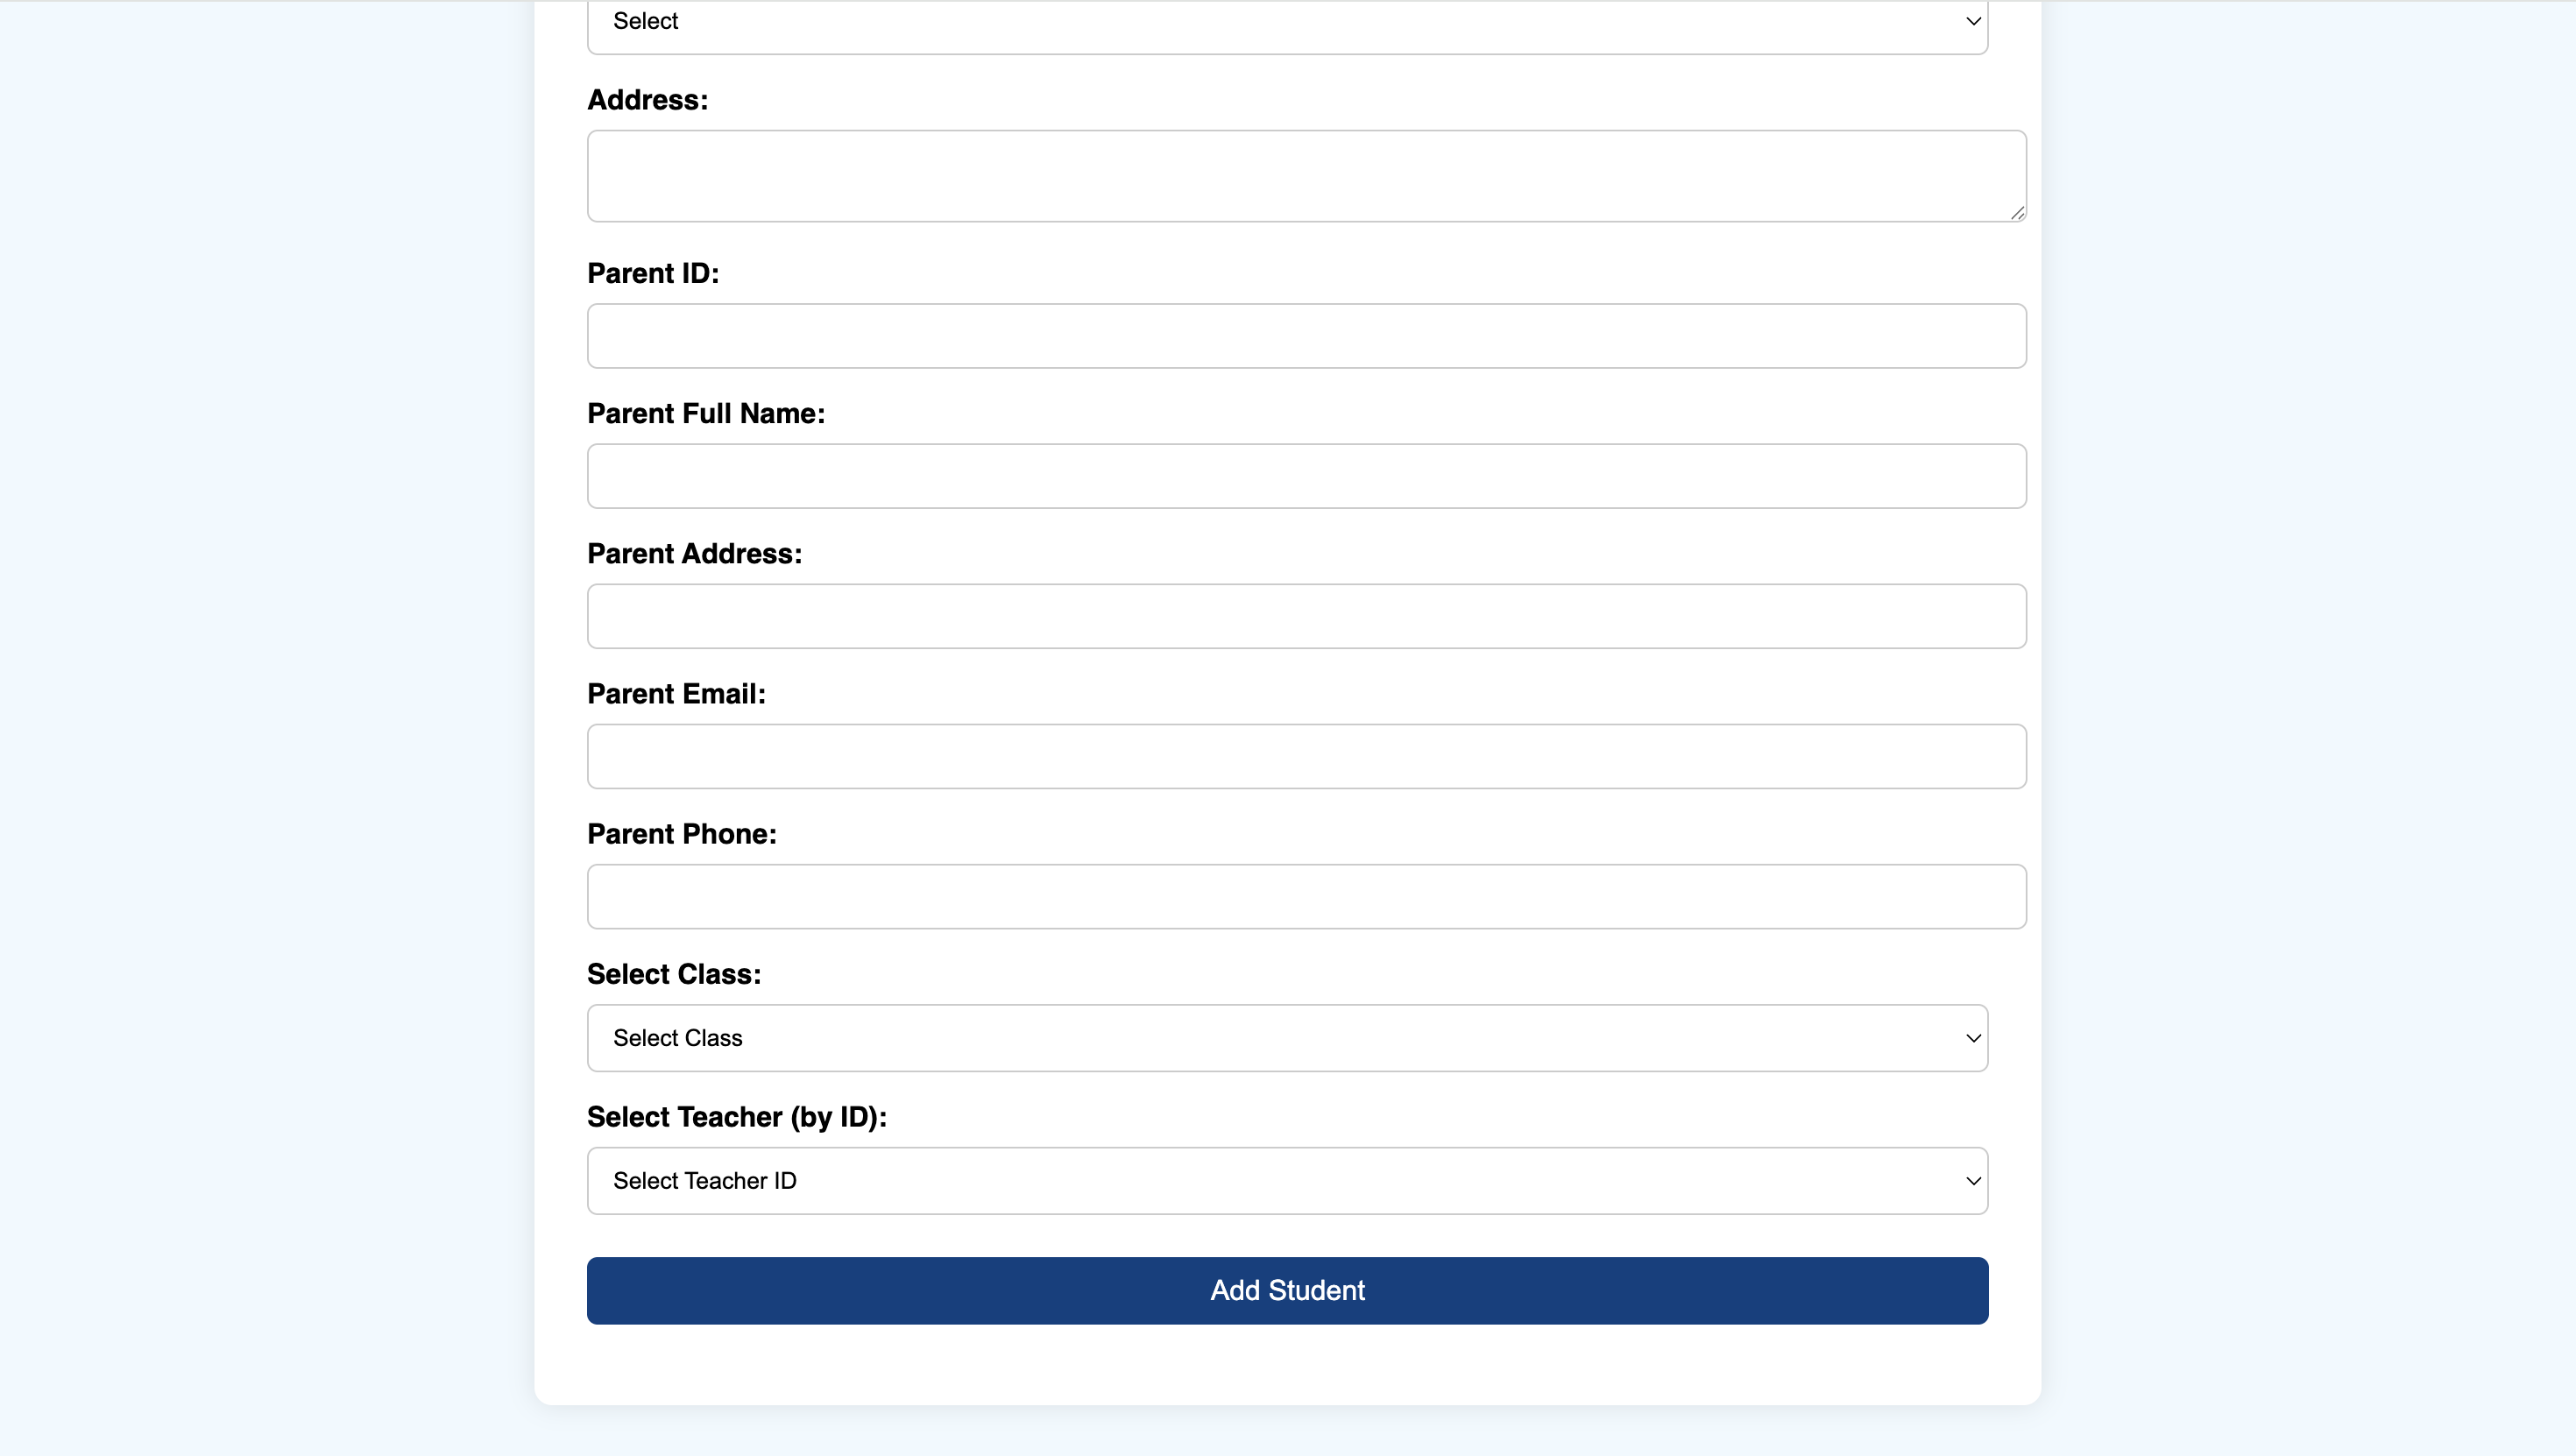 Select
Address:
Parent ID:
Parent Full Name:
Parent Address:
Parent Email:
Parent Phone:
Select Class:
Select Class
Select Teacher (by ID):
Select Teacher ID
Add Student